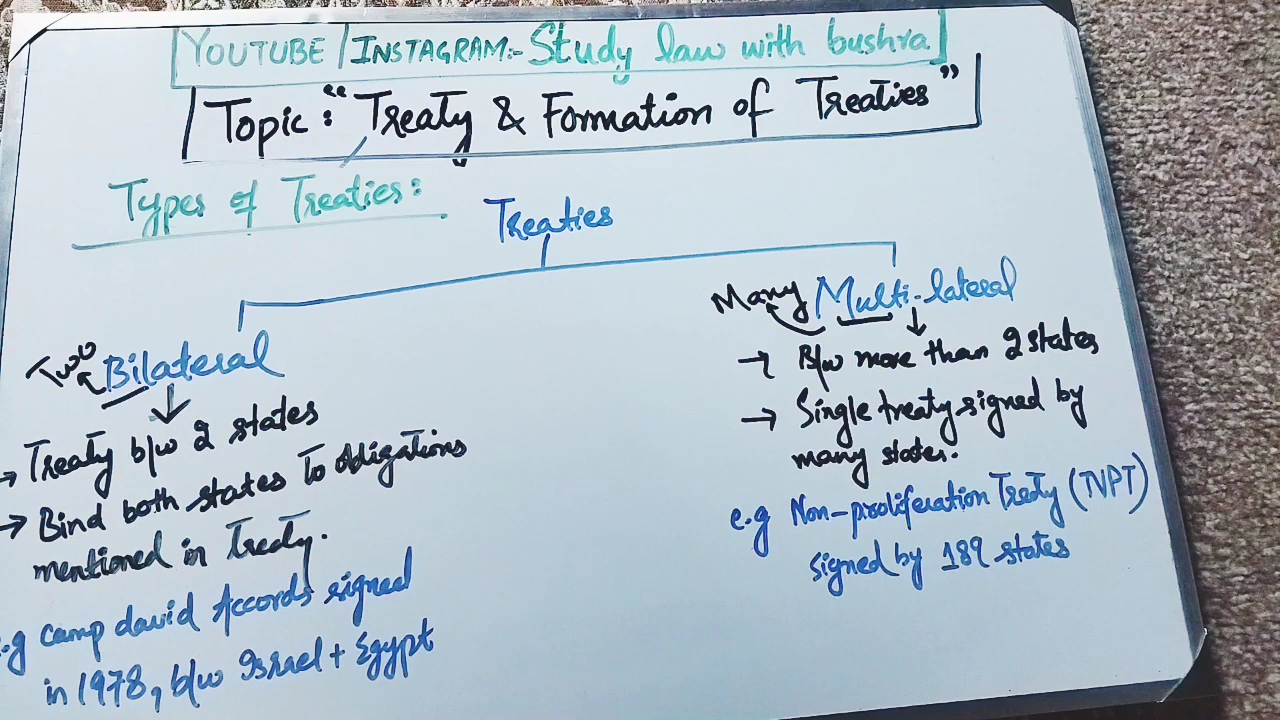 YOUTUBE / INSTAGRAM:- Study law with bushra
Topic: "Treaty & Formation of Treaties"
Types of Treaties:
Treaties
Two
Bilateral
→ Treaty b/w 2 states
→ Bind both states to obligations
mentioned in Treaty.
e.g camp david Accords signed
in 1978, b/w Israel + Egypt
Many
Multi-lateral
→ B/w more than 2 states
→ Single treaty signed by
many states.
e.g Non-proliferation Treaty (TNPT)
signed by 189 states